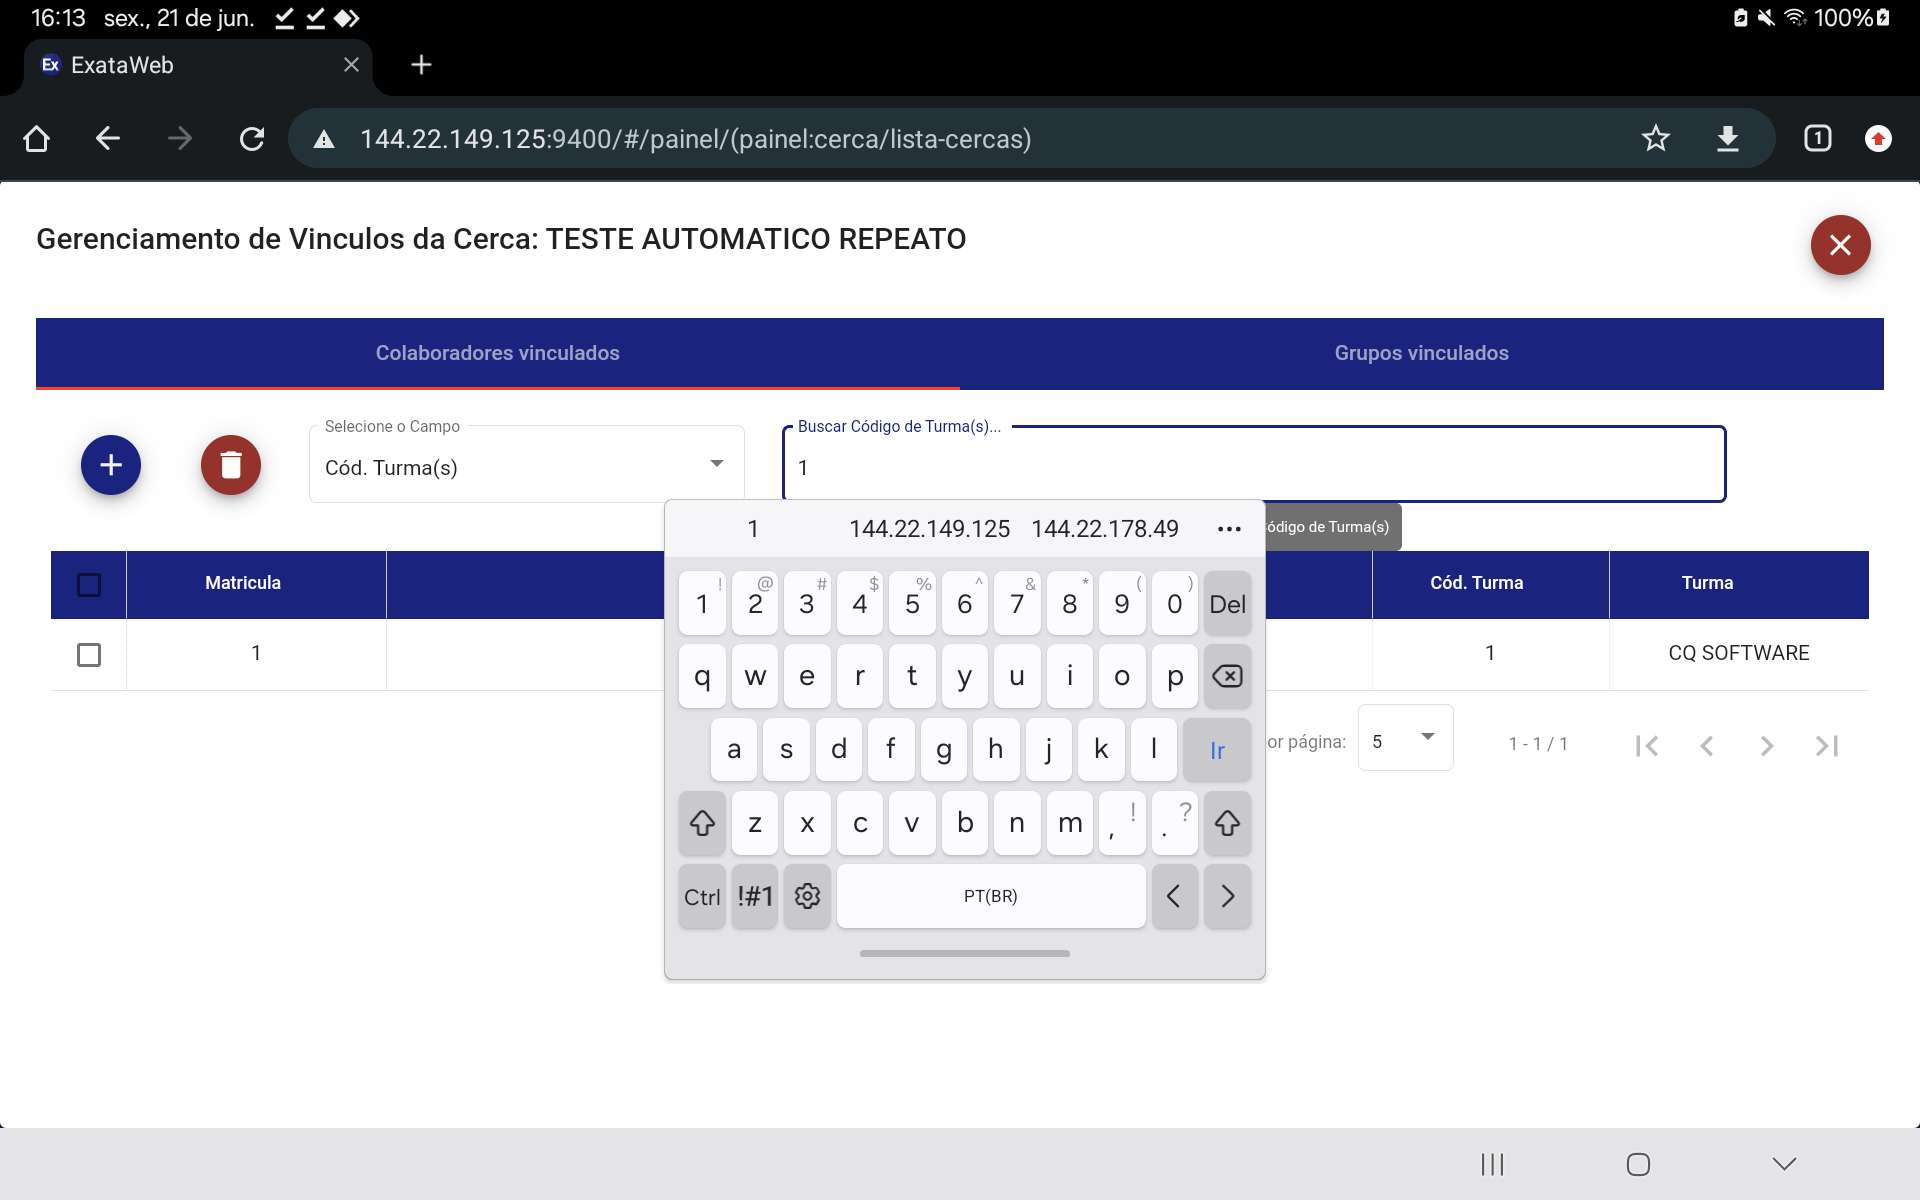 16:13 sex., 21 de jun. 100%
Ex ExataWeb
144.22.149.125:9400/#/painel/(painel:cerca/lista-cercas) 1
Gerenciamento de Vinculos da Cerca: TESTE AUTOMATICO REPEATO
Colaboradores vinculados Grupos vinculados
Selecione o Campo Buscar Código de Turma(s)...
Cód. Turma(s) 1
1 144.22.149.125 144.22.178.49 ... ódigo de Turma(s)
Matricula Cód. Turma Turma
1 1 CQ SOFTWARE
or página: 5 1 - 1 / 1
! @ # $ % ^ & * ( )
1 2 3 4 5 6 7 8 9 0 Del
q w e r t y u i o p
a s d f g h j k l Ir
z x c v b n m , ! . ?
Ctrl !#1 PT(BR) < >